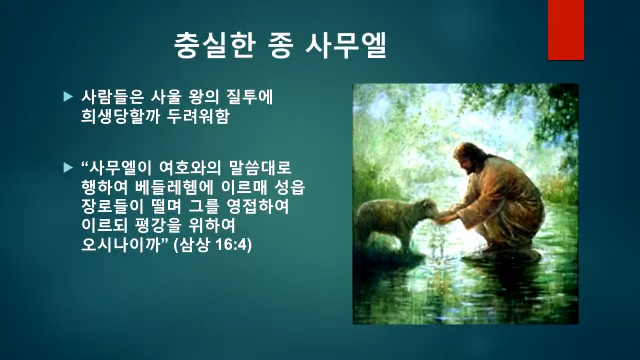 충실한 종 사무엘
사람들은 사울 왕의 질투에
희생당할까 두려워함
“사무엘이 여호와의 말씀대로
행하여 베들레헴에 이르매 성읍
장로들이 떨며 그를 영접하여
이르되 평강을 위하여
오시나이까” (삼상 16:4)